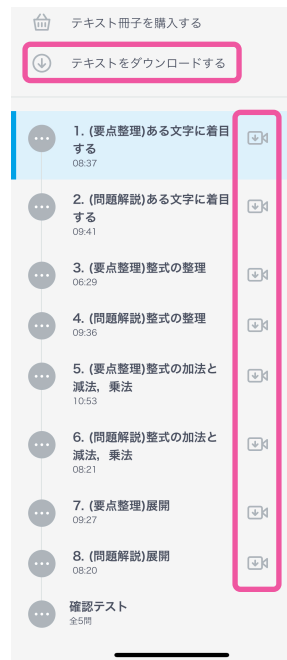 テキスト冊子を購入する
テキストをダウンロードする
1. (要点整理)ある文字に着目
する
08:37
2. (問題解説)ある文字に着目
する
09:41
3. (要点整理)整式の整理
06:29
4. (問題解説)整式の整理
09:36
5. (要点整理)整式の加法と
減法，乗法
10:53
6. (問題解説)整式の加法と
減法，乗法
08:21
7. (要点整理)展開
09:27
8. (問題解説)展開
08:20
確認テスト
全5問